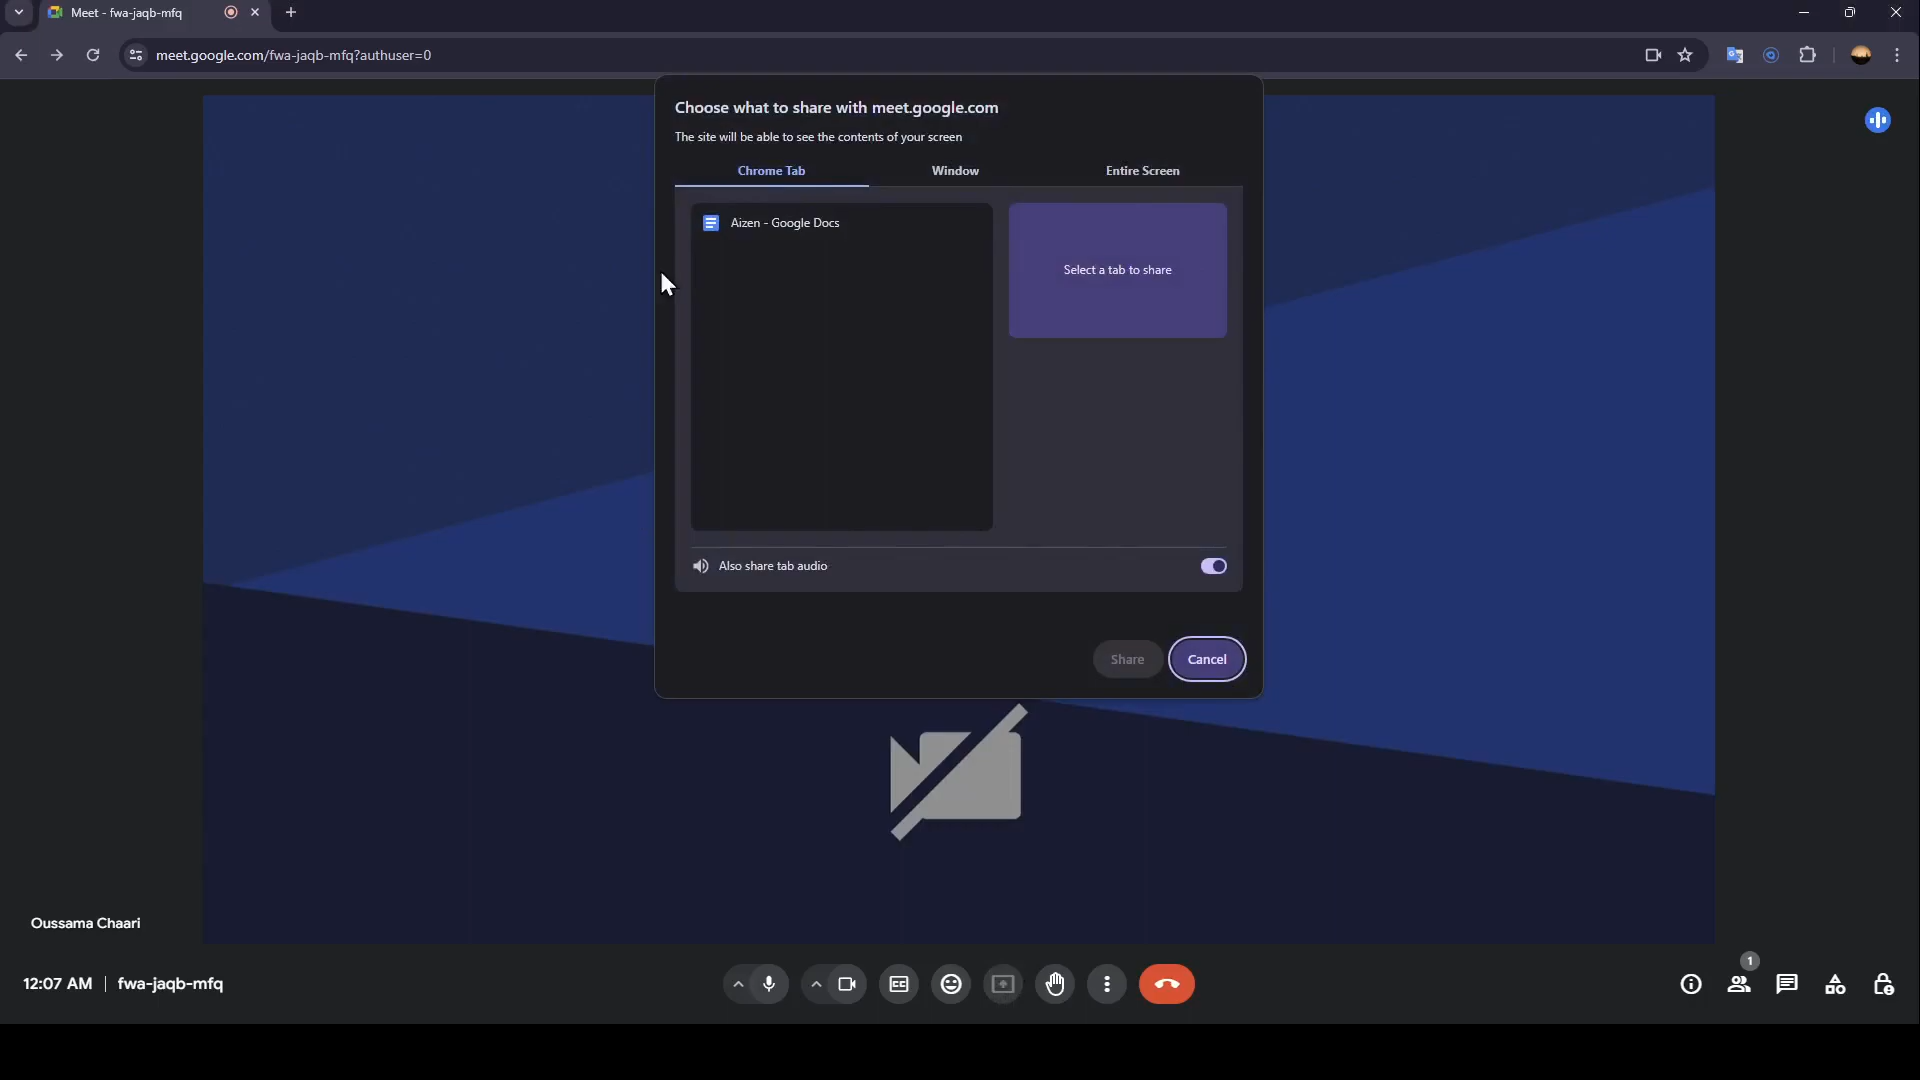 Meet - fwa-jaqb-mfq
meet.google.com/fwa-jaqb-mfq?authuser=0
Choose what to share with meet.google.com
The site will be able to see the contents of your screen
Chrome Tab
Window
Entire Screen
Aizen - Google Docs
Select a tab to share
Also share tab audio
Share
Cancel
Oussama Chaari
12:07 AM | fwa-jaqb-mfq
1